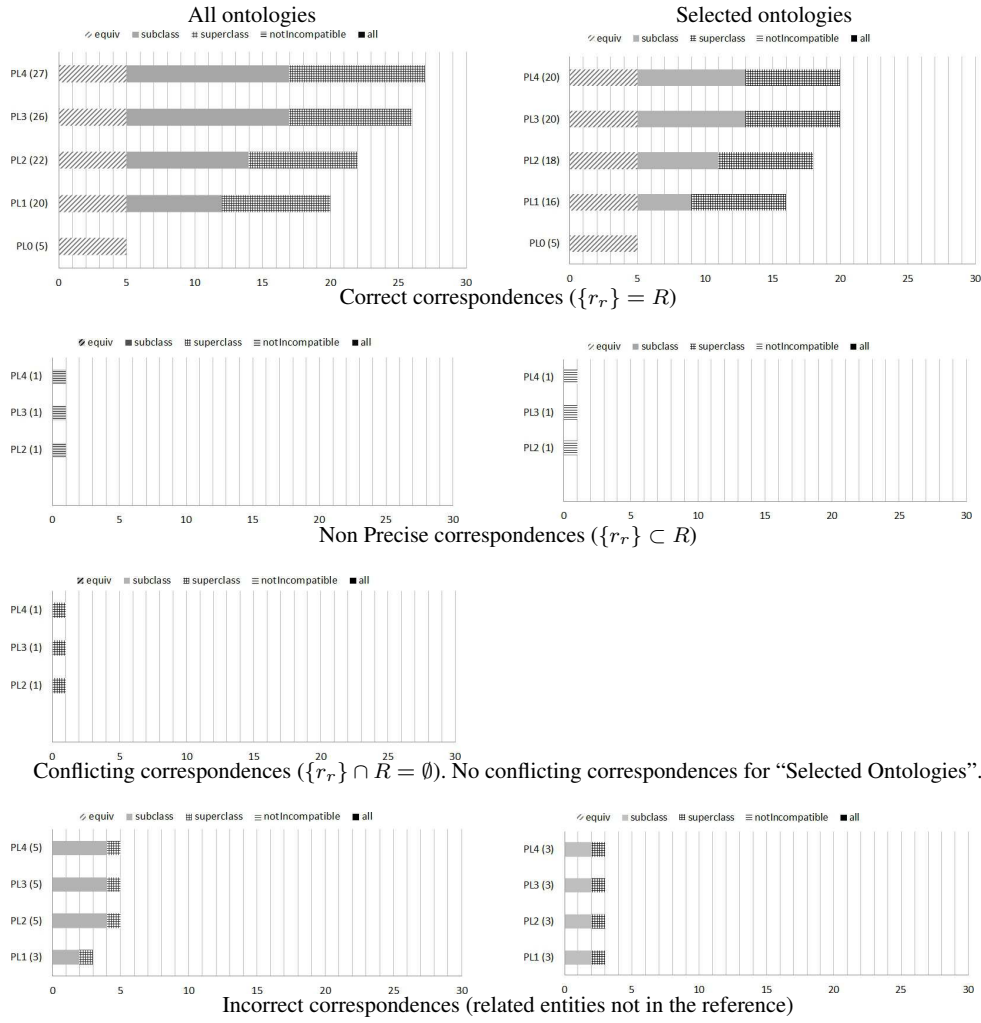 All ontologies Selected ontologies
equiv subclass superclass notIncompatible all
equiv subclass superclass notIncompatible all
PL4 (27)
PL3 (26)
PL2 (22)
PL1 (20)
PL0 (5)
0 5 10 15 20 25 30
PL4 (20)
PL3 (20)
PL2 (18)
PL1 (16)
PL0 (5)
0 5 10 15 20 25 30
Correct correspondences ({r_r} = R)
equiv subclass superclass notIncompatible all
equiv subclass superclass notIncompatible all
PL4 (1)
PL3 (1)
PL2 (1)
0 5 10 15 20 25 30
PL4 (1)
PL3 (1)
PL2 (1)
0 5 10 15 20 25 30
Non Precise correspondences ({r_r} ⊂ R)
equiv subclass superclass notIncompatible all
PL4 (1)
PL3 (1)
PL2 (1)
0 5 10 15 20 25 30
Conflicting correspondences ({r_r} ∩ R = ∅). No conflicting correspondences for “Selected Ontologies”.
equiv subclass superclass notIncompatible all
equiv subclass superclass notIncompatible all
PL4 (5)
PL3 (5)
PL2 (5)
PL1 (3)
0 5 10 15 20 25 30
PL4 (3)
PL3 (3)
PL2 (3)
PL1 (3)
0 5 10 15 20 25 30
Incorrect correspondences (related entities not in the reference)